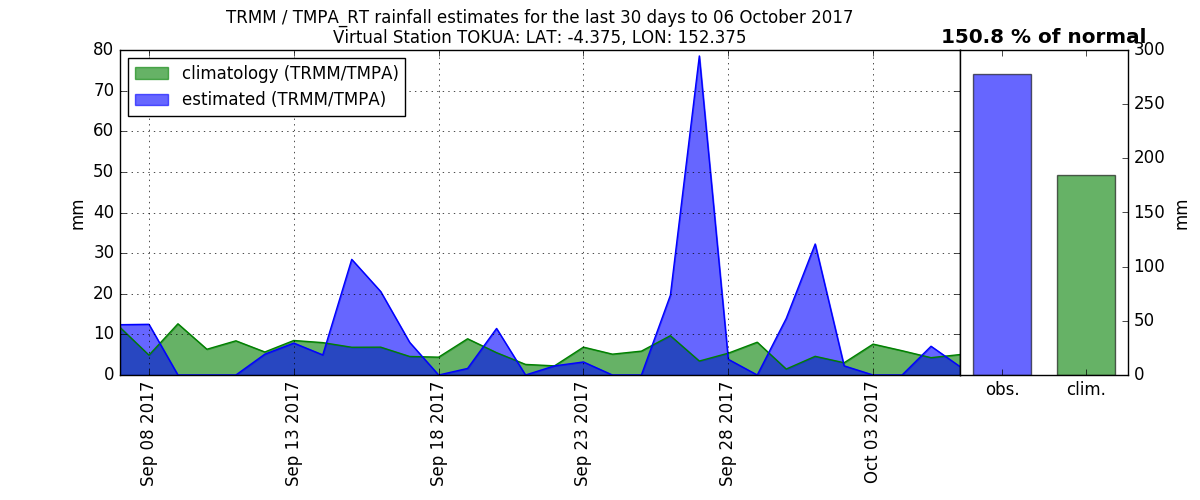 TRMM / TMPA_RT rainfall estimates for the last 30 days to 06 October 2017
Virtual Station TOKUA: LAT: -4.375, LON: 152.375
150.8 % of normal
climatology (TRMM/TMPA)
estimated (TRMM/TMPA)
mm
80
70
60
50
40
30
20
10
0
Sep 08 2017
Sep 13 2017
Sep 18 2017
Sep 23 2017
Sep 28 2017
Oct 03 2017
obs.
clim.
300
250
200
150
100
50
0
mm